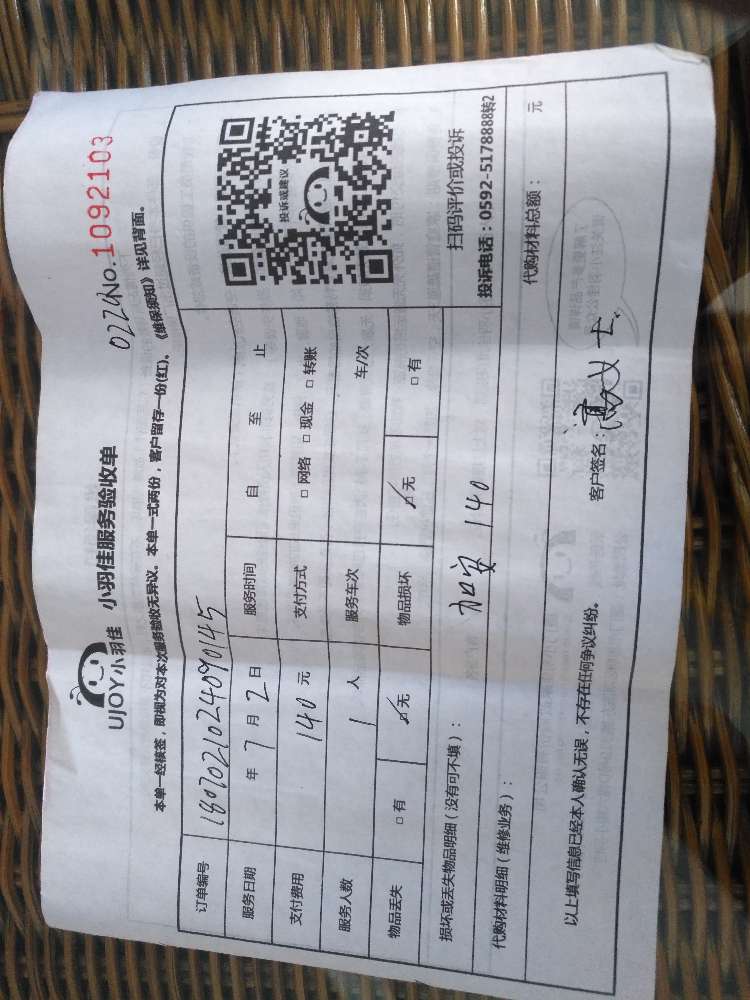 UJOY小羽佳 小羽佳服务验收单
022 No.1092103
本单一经核签，即视为对本次服务验收无异议。本单一式两份，客户留存一份(红)。《维保须知》详见背面。
订单编号 1807021024090145
服务日期 年 7 月 2 日 服务时间 自 至 止
支付费用 140 元 支付方式 □ 网络 □ 现金 □ 转账
服务人数 1 人 服务车次 车/次
物品丢失 □ 有 ☑ 无 物品损坏 ☑ 无 □ 有
投诉或建议
扫码评价或投诉
投诉电话：0592-5178888转2
损坏或丢失物品明细（没有可不填）：
140
代购材料明细（维修业务）：
代购材料总额： 元
以上填写信息已经本人确认无误，不存在任何争议纠纷。
客户签名：